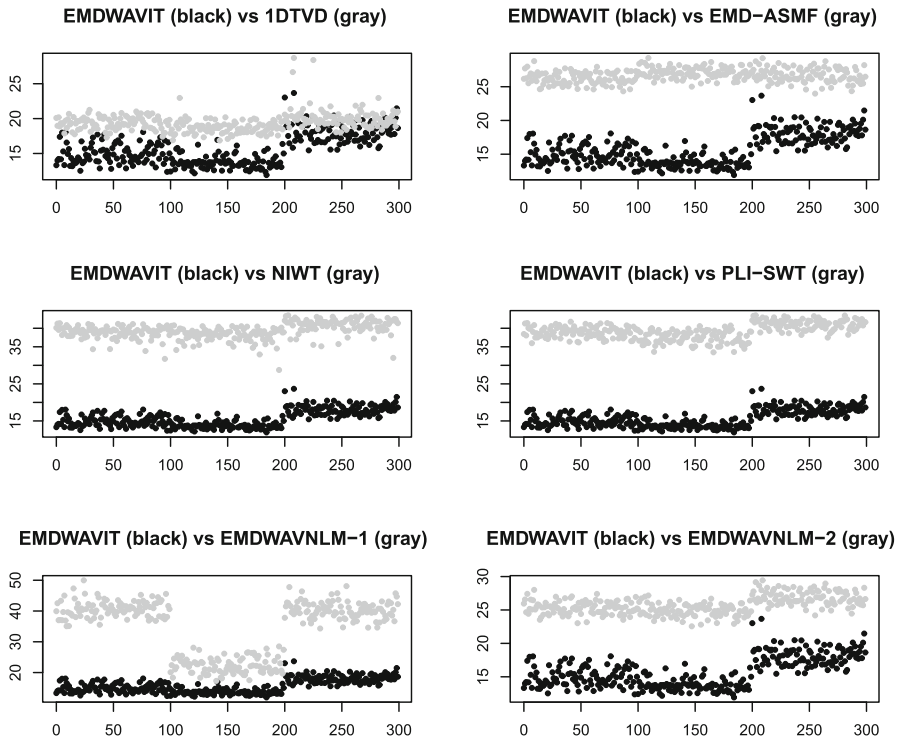 EMDWAVIT (black) vs 1DTVD (gray)
25
20
15
0 50 100 150 200 250 300
EMDWAVIT (black) vs EMD−ASMF (gray)
25
20
15
0 50 100 150 200 250 300
EMDWAVIT (black) vs NIWT (gray)
35
25
15
0 50 100 150 200 250 300
EMDWAVIT (black) vs PLI−SWT (gray)
35
25
15
0 50 100 150 200 250 300
EMDWAVIT (black) vs EMDWAVNLM−1 (gray)
50
40
30
20
0 50 100 150 200 250 300
EMDWAVIT (black) vs EMDWAVNLM−2 (gray)
30
25
20
15
0 50 100 150 200 250 300